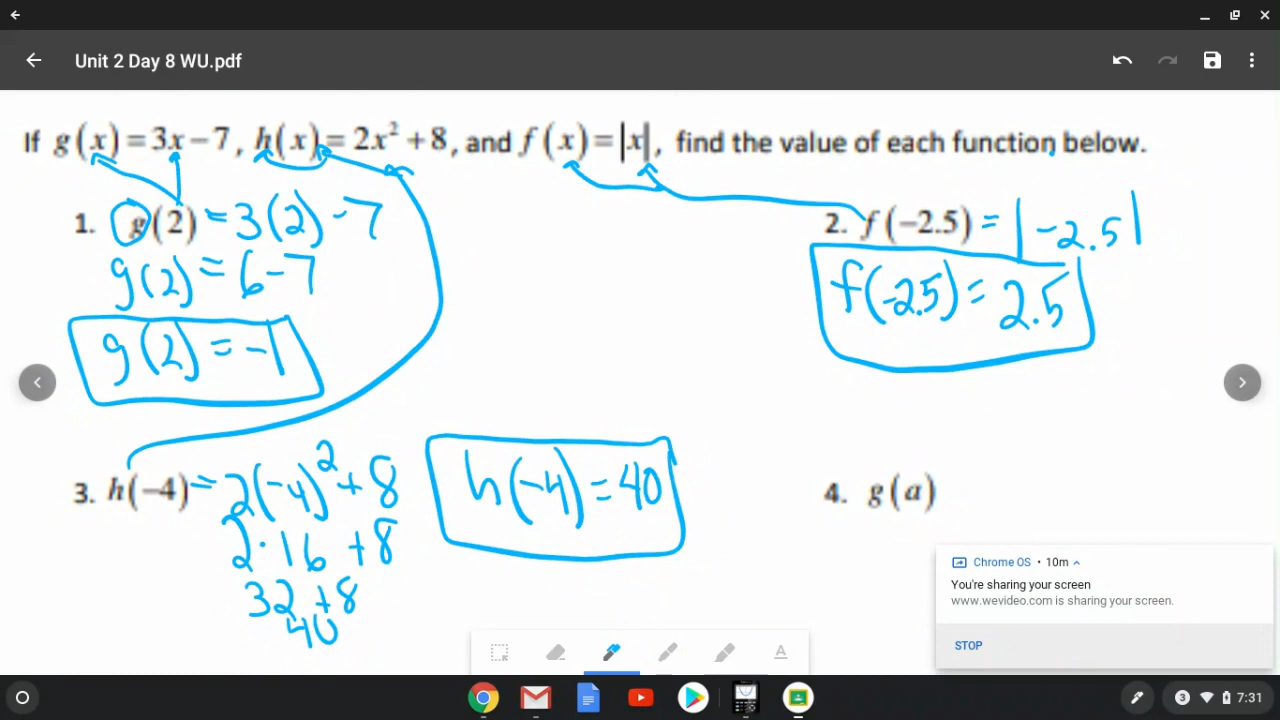 Unit 2 Day 8 WU.pdf
If g(x)=3x−7, h(x)=2x²+8, and f(x)=|x|, find the value of each function below.
1. g(2) = 3(2) -7
g(2) = 6-7
g(2) = -1
2. f(−2.5) = |-2.5|
f(-2.5) = 2.5
3. h(−4) = 2(-4)² + 8
2·16 +8
32 +8
40
h(-4) = 40
4. g(a)
Chrome OS • 10m
You're sharing your screen
www.wevideo.com is sharing your screen.
STOP
A
3 7:31